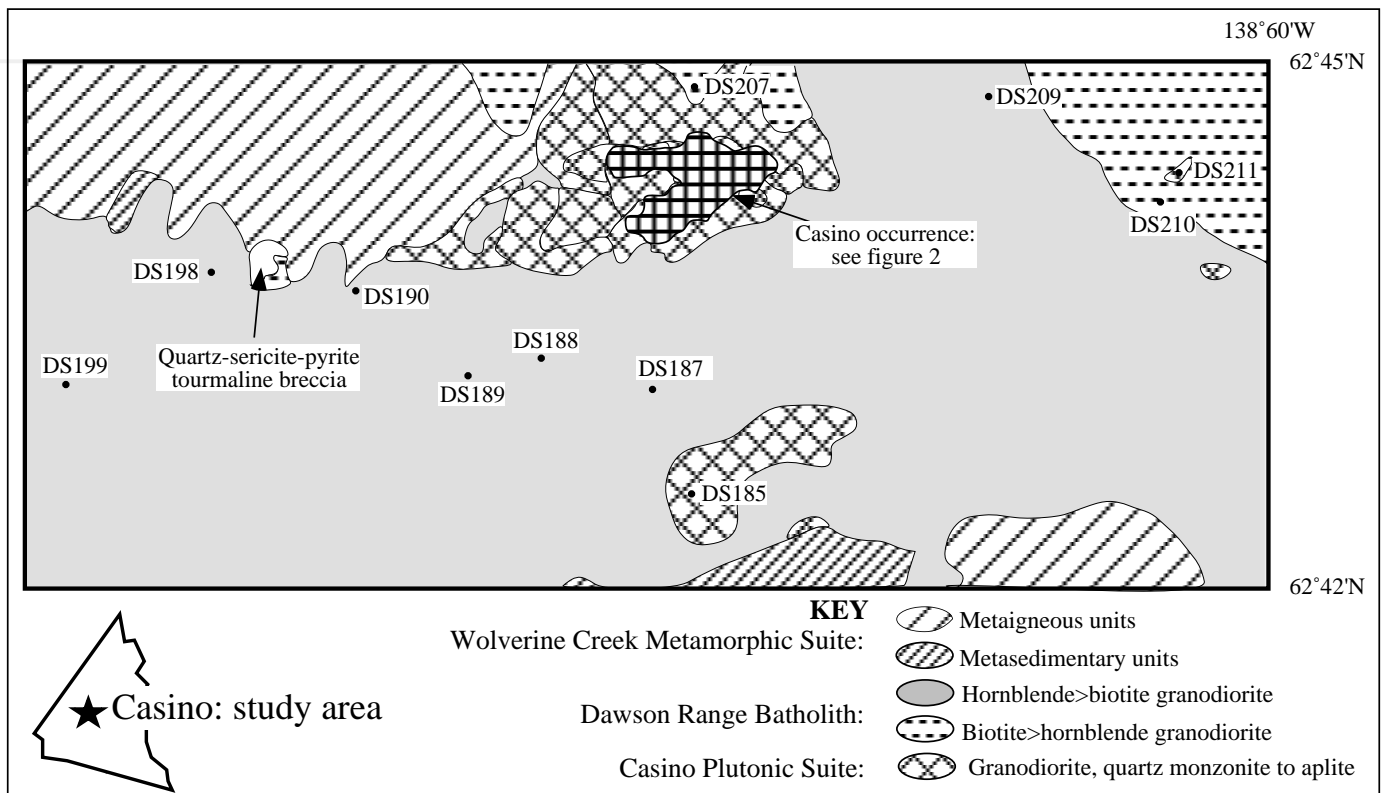 138˚60'W
62˚45'N
DS207
DS209
DS211
DS210
Casino occurrence:
see figure 2
DS198
DS190
Quartz-sericite-pyrite
tourmaline breccia
DS199
DS188
DS189
DS187
DS185
62˚42'N
KEY
Wolverine Creek Metamorphic Suite:
Metaigneous units
Metasedimentary units
Dawson Range Batholith:
Hornblende>biotite granodiorite
Biotite>hornblende granodiorite
Casino Plutonic Suite:
Granodiorite, quartz monzonite to aplite
Casino: study area